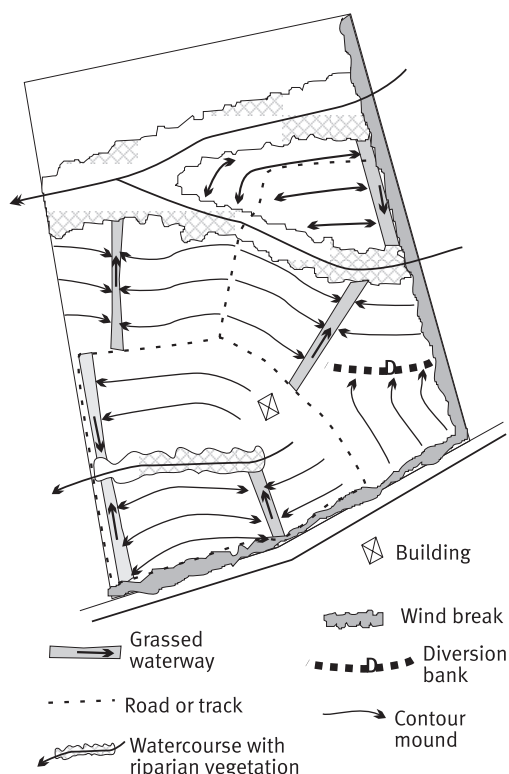 D
Building
Wind break
Grassed
waterway
D
Diversion
bank
Road or track
Contour
mound
Watercourse with
riparian vegetation